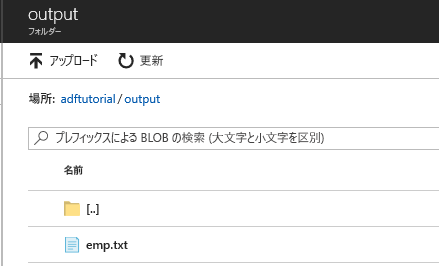 output
フォルダー
アップロード 更新
場所: adftutorial / output
プレフィックスによる BLOB の検索 (大文字と小文字を区別)
名前
[..]
emp.txt